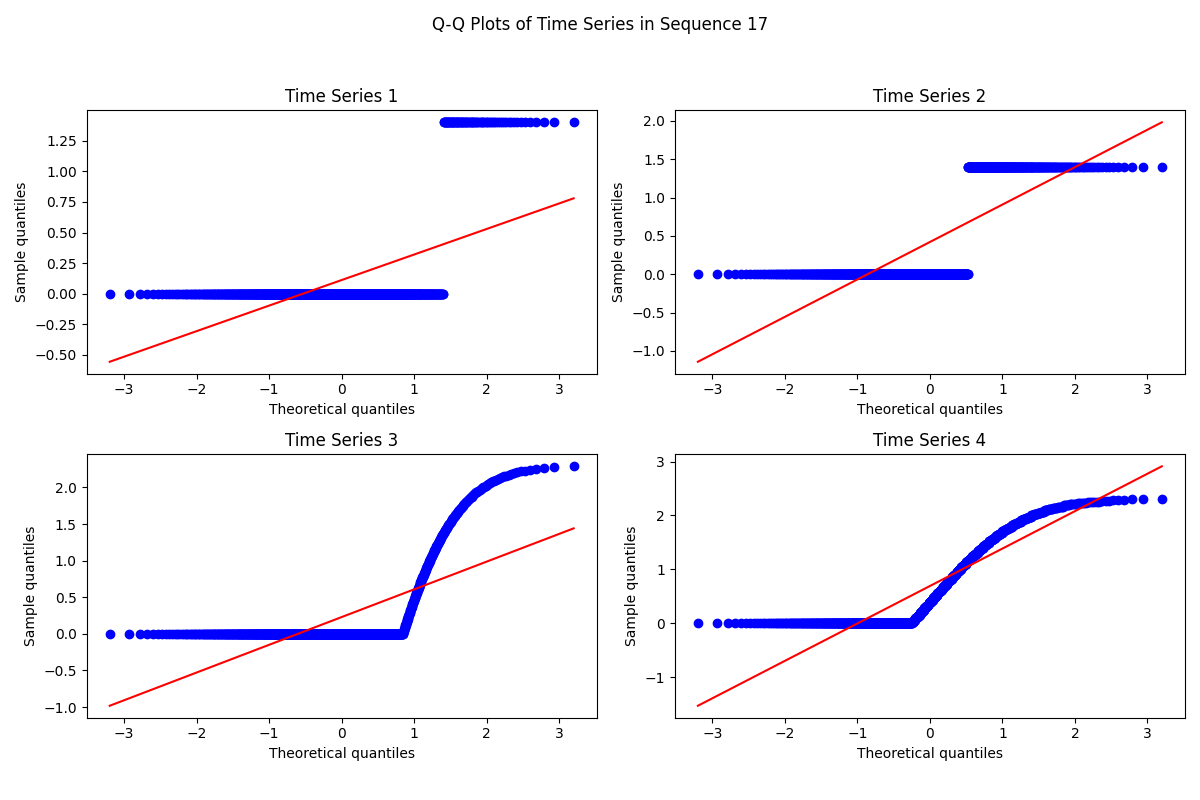 Q-Q Plots of Time Series in Sequence 17
Time Series 1
1.25
1.00
0.75
0.50
0.25
0.00
−0.25
−0.50
Sample quantiles
−3 −2 −1 0 1 2 3
Theoretical quantiles
Time Series 2
2.0
1.5
1.0
0.5
0.0
−0.5
−1.0
Sample quantiles
−3 −2 −1 0 1 2 3
Theoretical quantiles
Time Series 3
2.0
1.5
1.0
0.5
0.0
−0.5
−1.0
Sample quantiles
−3 −2 −1 0 1 2 3
Theoretical quantiles
Time Series 4
3
2
1
0
−1
Sample quantiles
−3 −2 −1 0 1 2 3
Theoretical quantiles